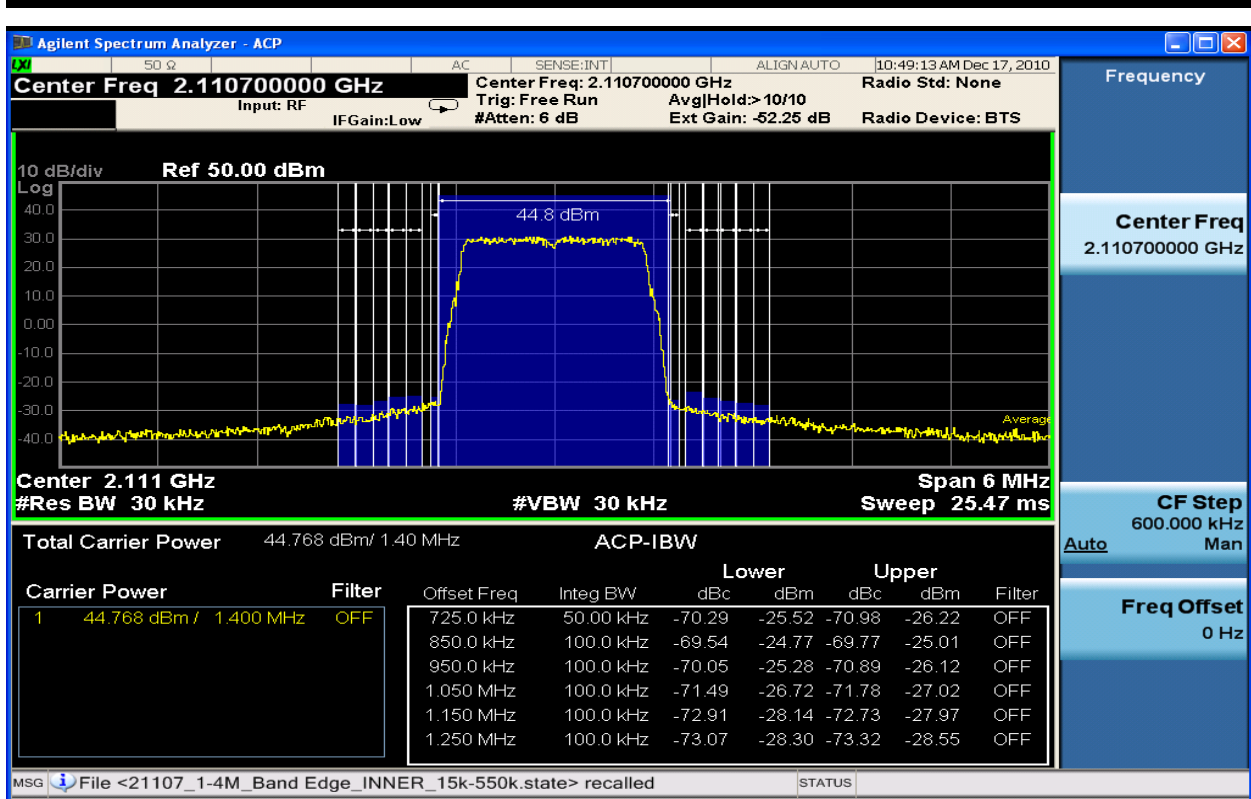 Agilent Spectrum Analyzer - ACP
LXI 50 Ω AC SENSE:INT ALIGN AUTO 10:49:13 AM Dec 17, 2010
Center Freq 2.110700000 GHz
Input: RF
IFGain:Low
Center Freq: 2.110700000 GHz
Trig: Free Run
#Atten: 6 dB
Avg|Hold:>10/10
Ext Gain: -52.25 dB
Radio Std: None
Radio Device: BTS
10 dB/div Ref 50.00 dBm
Log
40.0
30.0
20.0
10.0
0.00
-10.0
-20.0
-30.0
-40.0
44.8 dBm
Average
Center 2.111 GHz Span 6 MHz
#Res BW 30 kHz #VBW 30 kHz Sweep 25.47 ms
Total Carrier Power 44.768 dBm/ 1.40 MHz ACP-IBW
Carrier Power Filter
1 44.768 dBm / 1.400 MHz OFF
Lower Upper
Offset Freq Integ BW dBc dBm dBc dBm Filter
725.0 kHz 50.00 kHz -70.29 -25.52 -70.98 -26.22 OFF
850.0 kHz 100.0 kHz -69.54 -24.77 -69.77 -25.01 OFF
950.0 kHz 100.0 kHz -70.05 -25.28 -70.89 -26.12 OFF
1.050 MHz 100.0 kHz -71.49 -26.72 -71.78 -27.02 OFF
1.150 MHz 100.0 kHz -72.91 -28.14 -72.73 -27.97 OFF
1.250 MHz 100.0 kHz -73.07 -28.30 -73.32 -28.55 OFF
MSG File <21107_1-4M_Band Edge_INNER_15k-550k.state> recalled STATUS
Frequency
Center Freq
2.110700000 GHz
CF Step
600.000 kHz
Auto Man
Freq Offset
0 Hz